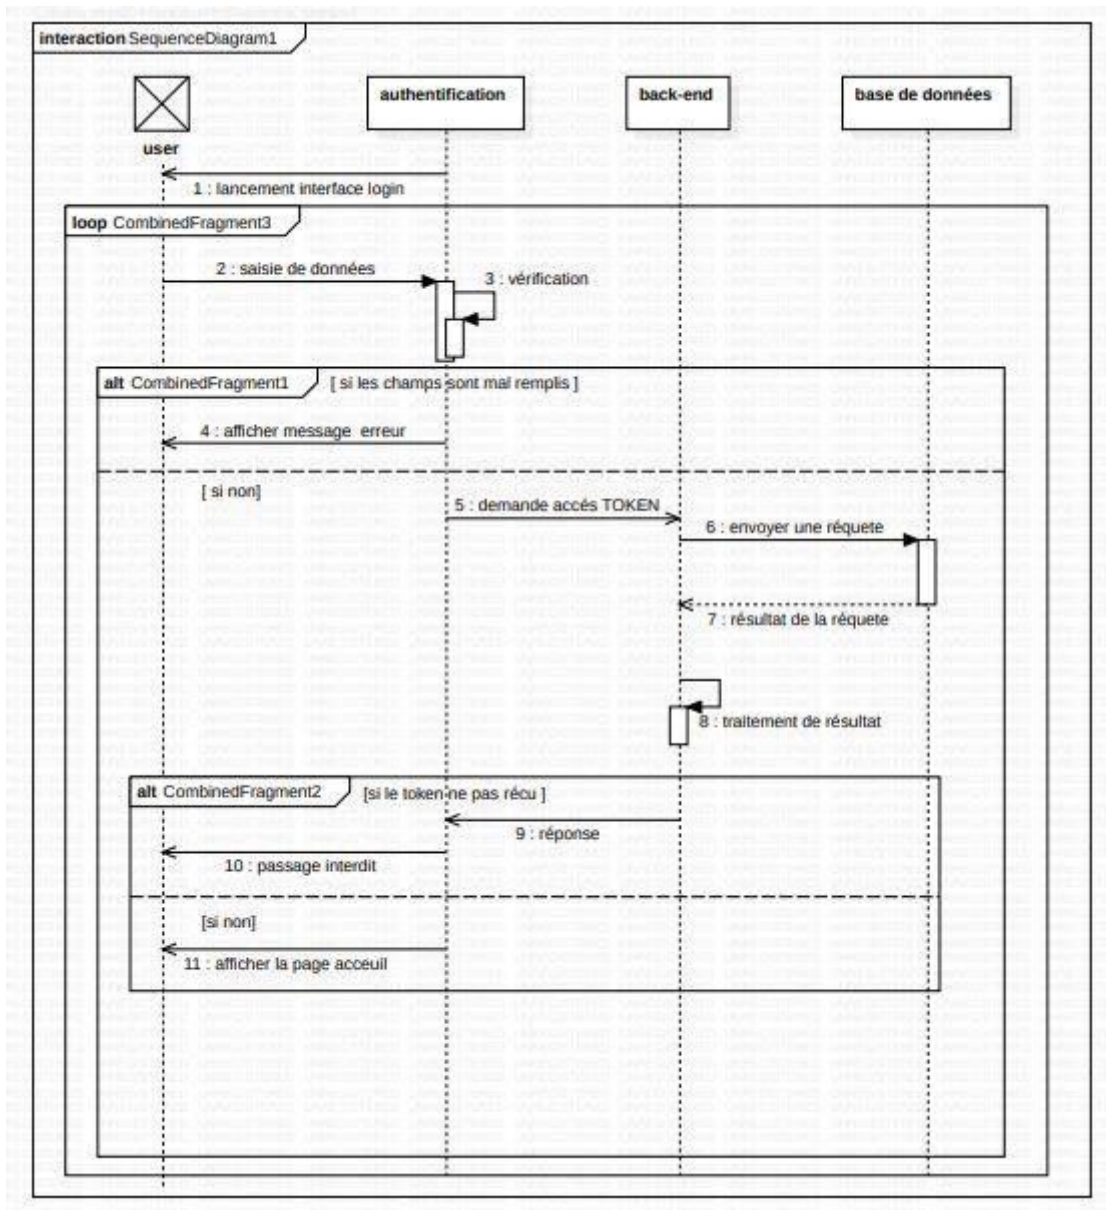 interaction SequenceDiagram1
authentification
back-end
base de données
user
1 : lancement interface login
loop CombinedFragment3
2 : saisie de données
3 : vérification
alt CombinedFragment1
[ si les champs sont mal remplis ]
4 : afficher message erreur
[ si non]
5 : demande accés TOKEN
6 : envoyer une réquete
7 : résultat de la réquete
8 : traitement de résultat
alt CombinedFragment2
[si le token ne pas récu ]
9 : réponse
10 : passage interdit
[si non]
11 : afficher la page acceuil